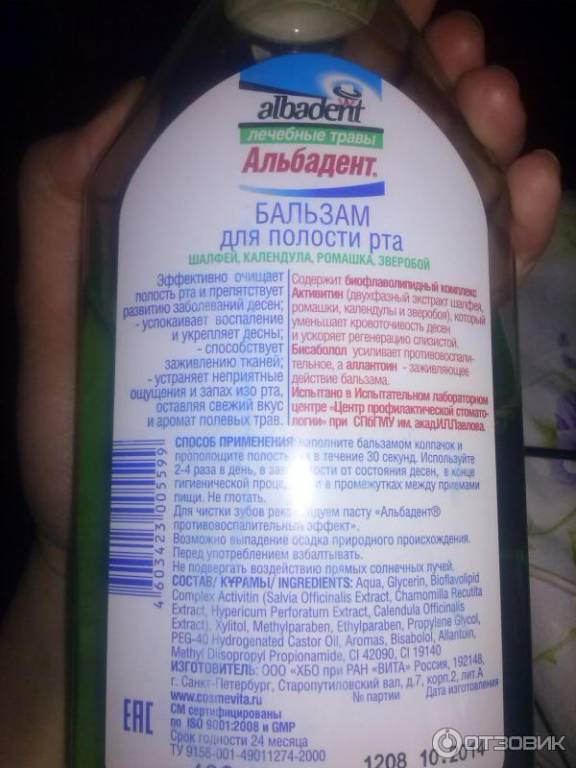 albadent
лечебные травы
Альбадент®
БАЛЬЗАМ
для полости рта
ШАЛФЕЙ, КАЛЕНДУЛА, РОМАШКА, ЗВЕРОБОЙ
Эффективно очищает
полость рта и препятствует
развитию заболеваний десен:
- успокаивает воспаление
и укрепляет десны;
- способствует
заживлению тканей;
- устраняет неприятные
ощущения и запах изо рта,
оставляя свежий вкус
и аромат полевых трав.
Содержит биофлаволипидный комплекс
Активитин (двухфазный экстракт шалфея,
ромашки, календулы и зверобоя), который
уменьшает кровоточивость десен
и ускоряет регенерацию слизистой.
Бисаболол усиливает противовоспали-
тельное, а аллантоин - заживляющее
действие бальзама.
Испытано в Испытательном лабораторном
центре «Центр профилактической стомато-
логии» при СПбГМУ им. акад.И.П.Павлова
СПОСОБ ПРИМЕНЕНИЯ: наполните бальзамом колпачок и
прополощите полость рта в течение 30 секунд. Используйте
2-4 раза в день, в зависимости от состояния десен, в конце
гигиенической процедуры и в промежутках между приемами
пищи. Не глотать.
Для чистки зубов рекомендуем пасту «Альбадент®
противовоспалительный эффект».
Возможно выпадение осадка природного происхождения.
Перед употреблением взбалтывать.
Не подвергать воздействию прямых солнечных лучей.
СОСТАВ/ ҚҰРАМЫ/ INGREDIENTS: Aqua, Glycerin, Bioflavolipid
Complex Activitin (Salvia Officinalis Extract, Chamomilla Recutita
Extract, Hypericum Perforatum Extract, Calendula Officinalis
Extract), Xylitol, Methylparaben, Ethylparaben, Propylene Glycol,
PEG-40 Hydrogenated Castor Oil, Aromas, Bisabolol, Allantoin,
Methyl Diisopropyl Propionamide, CI 42090, CI 19140
ИЗГОТОВИТЕЛЬ: ООО «ХБО при РАН «ВИТА» Россия, 192148,
г. Санкт-Петербург, Старопутиловский вал, д.7, корп.2, лит.А
www.cosmevita.ru
№ партии Дата изготовления
СМ сертифицированы
по ISO 9001:2008 и GMP
Срок годности 24 месяца
ТУ 9158-001-49011274-2000
1208 10.2014
EAC
4603423005599
ОТЗОВИК